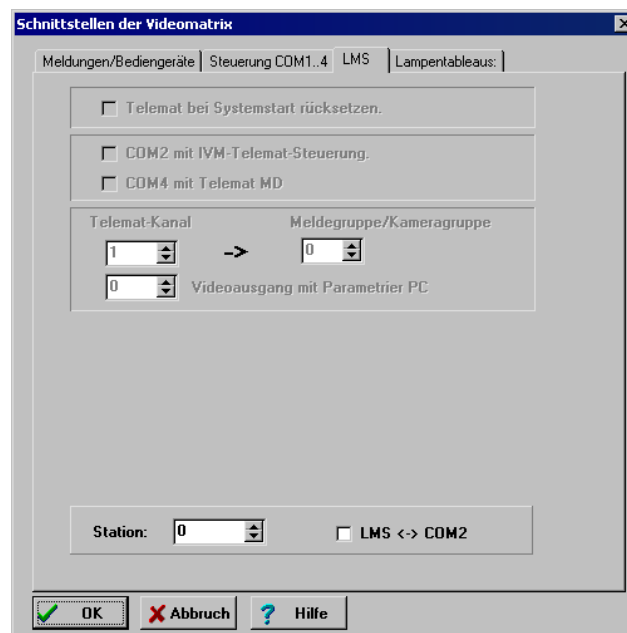 Schnittstellen der Videomatrix
Meldungen/Bediengeräte Steuerung COM1..4 LMS Lampentableaus:
Telemat bei Systemstart rücksetzen.
COM2 mit IVM-Telemat-Steuerung.
COM4 mit Telemat MD
Telemat-Kanal Meldegruppe/Kameragruppe
1 -> 0
0 Videoausgang mit Parametrier PC
Station: 0 LMS <-> COM2
OK Abbruch ? Hilfe